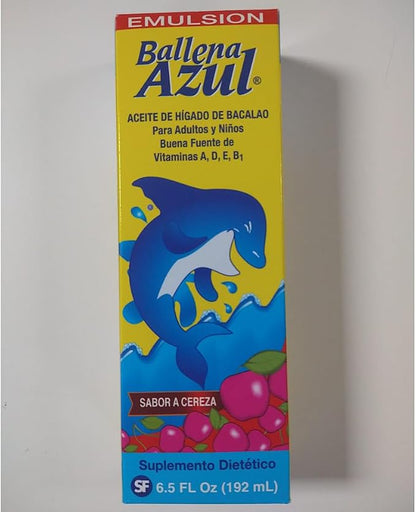 EMULSION
Ballena
Azul®
ACEITE DE HÍGADO DE BACALAO
Para Adultos y Niños
Buena Fuente de
Vitaminas A, D, E, B1
SABOR A CEREZA
Suplemento Dietético
SF 6.5 FL Oz (192 mL)